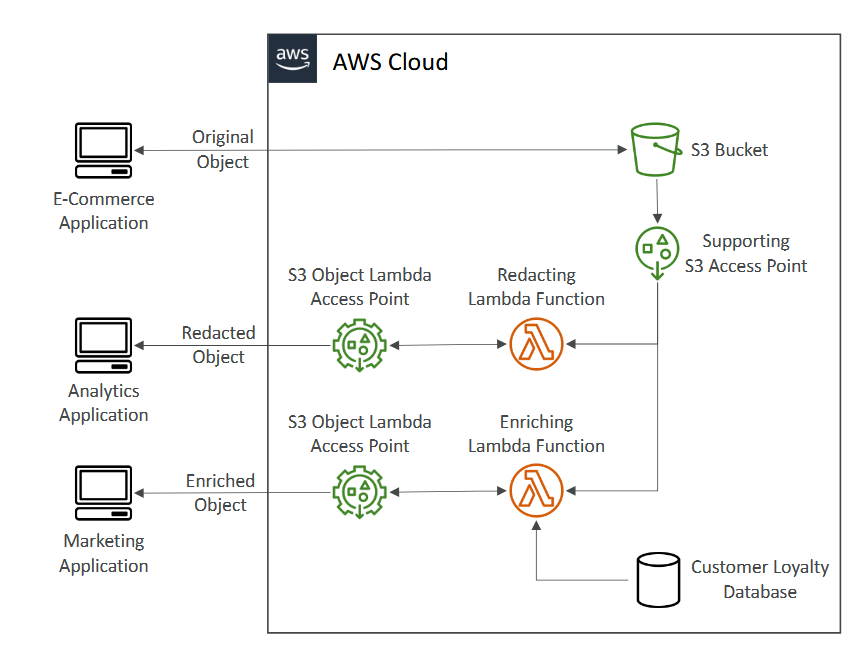 aws
AWS Cloud
Original
Object
S3 Bucket
E-Commerce
Application
Supporting
S3 Access Point
S3 Object Lambda
Access Point
Redacting
Lambda Function
Redacted
Object
Analytics
Application
S3 Object Lambda
Access Point
Enriching
Lambda Function
Enriched
Object
Marketing
Application
Customer Loyalty
Database